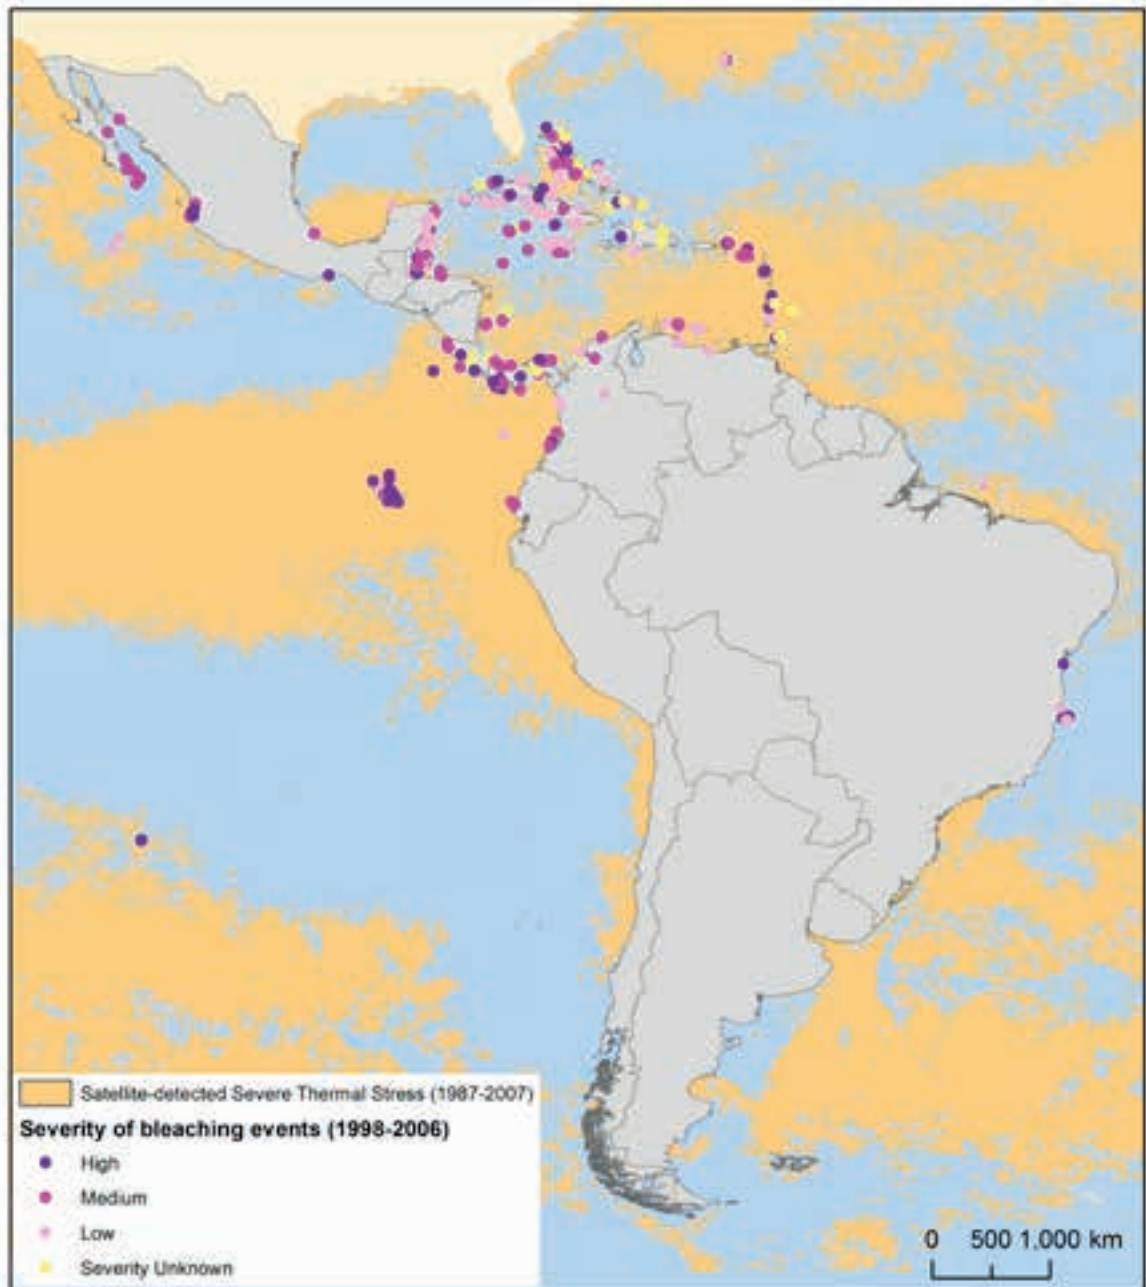 Satellite-detected Severe Thermal Stress (1987-2007)
Severity of bleaching events (1998-2006)
High
Medium
Low
Severity Unknown
0 500 1,000 km